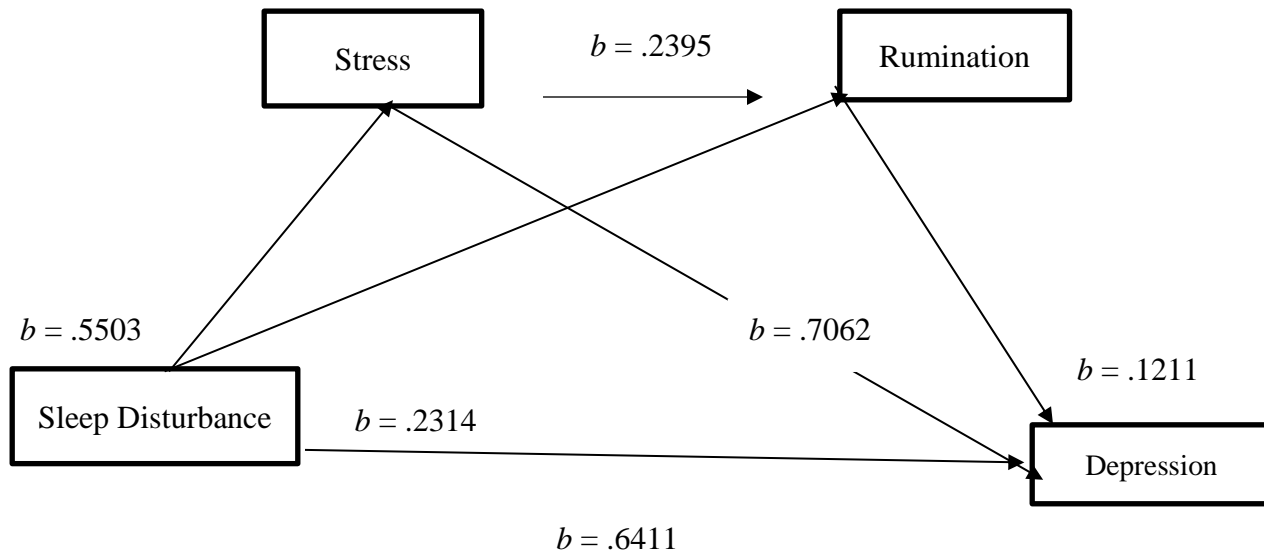 Stress
b = .2395
Rumination
b = .5503
b = .7062
b = .1211
Sleep Disturbance
b = .2314
Depression
b = .6411